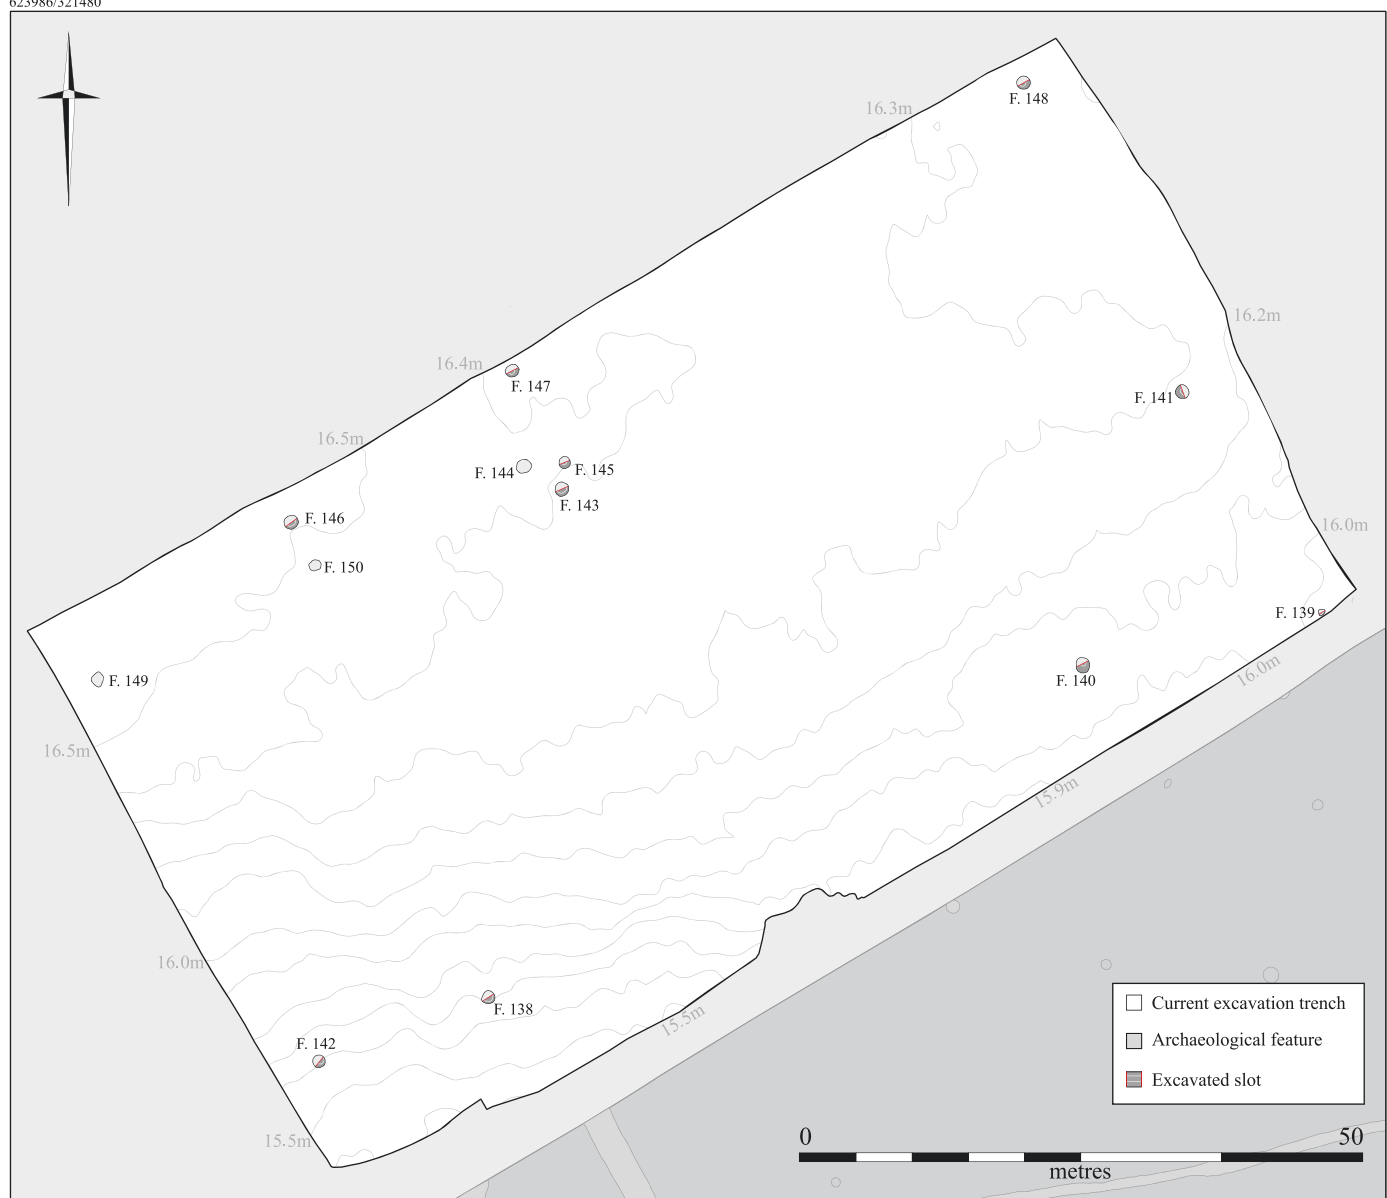 623986/321480
16.3m
F. 148
16.2m
16.4m
F. 147
F. 141
16.5m
F. 144
F. 145
F. 143
F. 146
16.0m
F. 150
F. 139
F. 149
16.0m
F. 140
16.5m
15.9m
16.0m
F. 138
15.5m
F. 142
15.5m
Current excavation trench
Archaeological feature
Excavated slot
0
50
metres